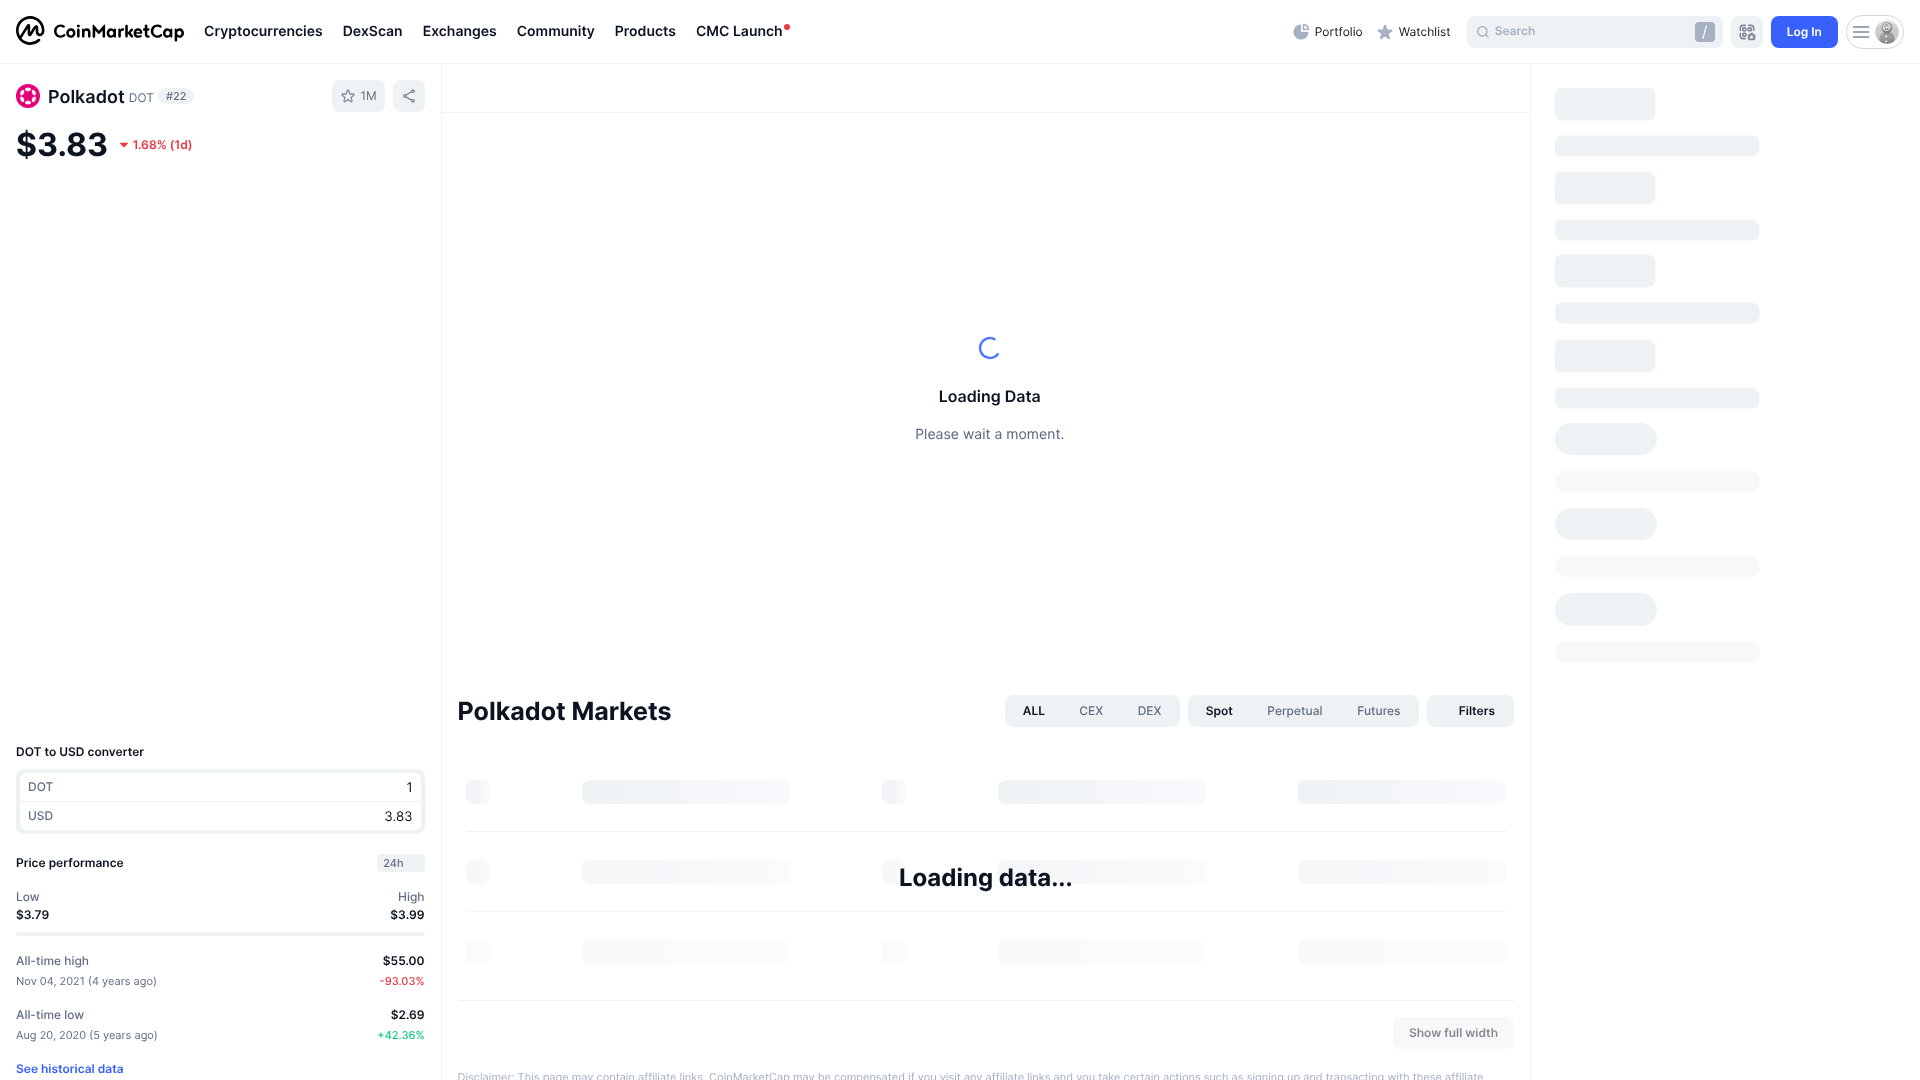 CoinMarketCap
Cryptocurrencies
DexScan
Exchanges
Community
Products
CMC Launch
Portfolio
Watchlist
Search
/
Log In
Polkadot DOT #22
1M
$3.83
1.68% (1d)
Loading Data
Please wait a moment.
Polkadot Markets
ALL
CEX
DEX
Spot
Perpetual
Futures
Filters
Loading data...
Show full width
Disclaimer: This page may contain affiliate links. CoinMarketCap may be compensated if you visit any affiliate links and you take certain actions such as signing up and transacting with these affiliate
DOT to USD converter
DOT
1
USD
3.83
Price performance
24h
Low
High
$3.79
$3.99
All-time high
$55.00
Nov 04, 2021 (4 years ago)
-93.03%
All-time low
$2.69
Aug 20, 2020 (5 years ago)
+42.36%
See historical data